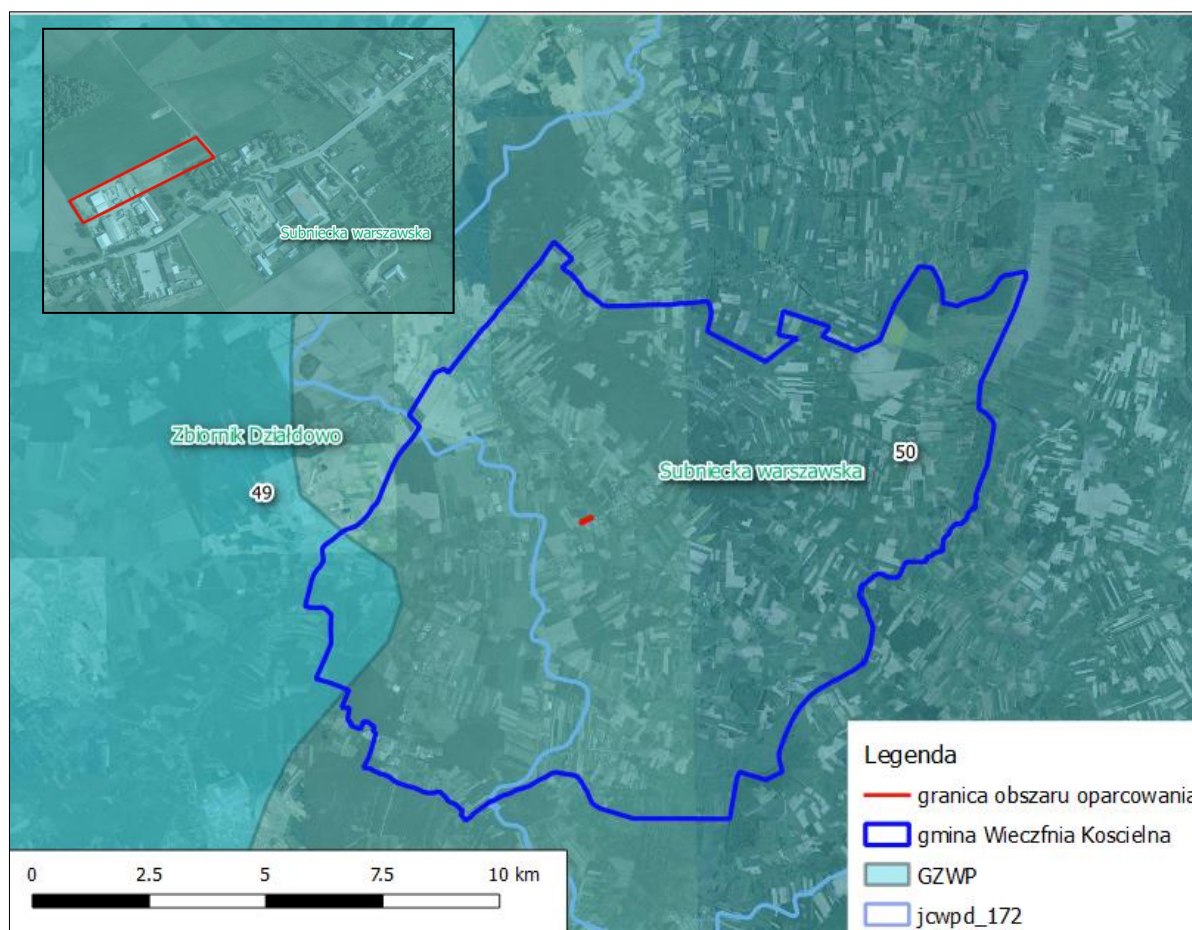 Subniecka warszawska
Zbiornik Działdowo
49
Subniecka warszawska
50
Legenda
granica obszaru oparcowania
gmina Wieczfnia Koscielna
GZWP
jcwpd_172
0 2.5 5 7.5 10 km